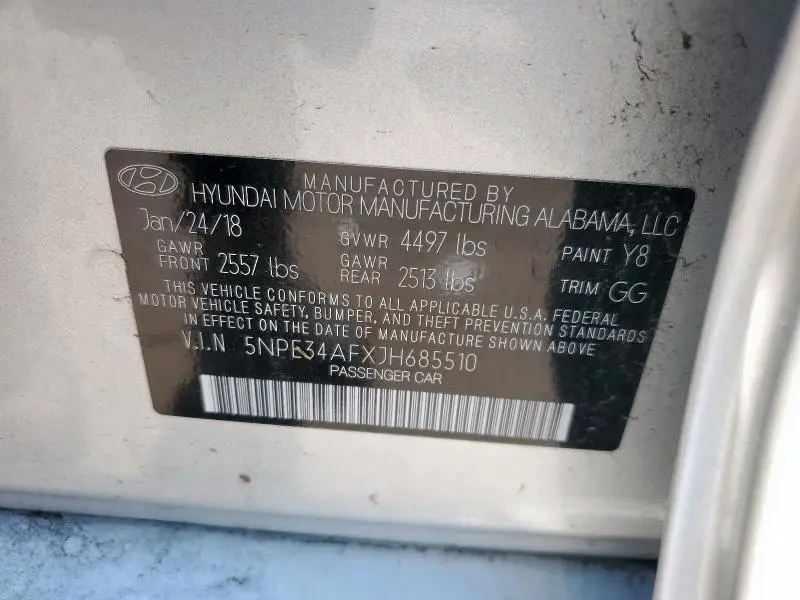 MANUFACTURED BY
HYUNDAI MOTOR MANUFACTURING ALABAMA, LLC
Jan/24/18 GVWR 4497 lbs PAINT Y8
GAWR FRONT 2557 lbs GAWR REAR 2513 lbs TRIM GG
THIS VEHICLE CONFORMS TO ALL APPLICABLE U.S.A. FEDERAL
MOTOR VEHICLE SAFETY, BUMPER, AND THEFT PREVENTION STANDARDS
IN EFFECT ON THE DATE OF MANUFACTURE SHOWN ABOVE
V.I.N 5NPE34AFXJH685510
PASSENGER CAR